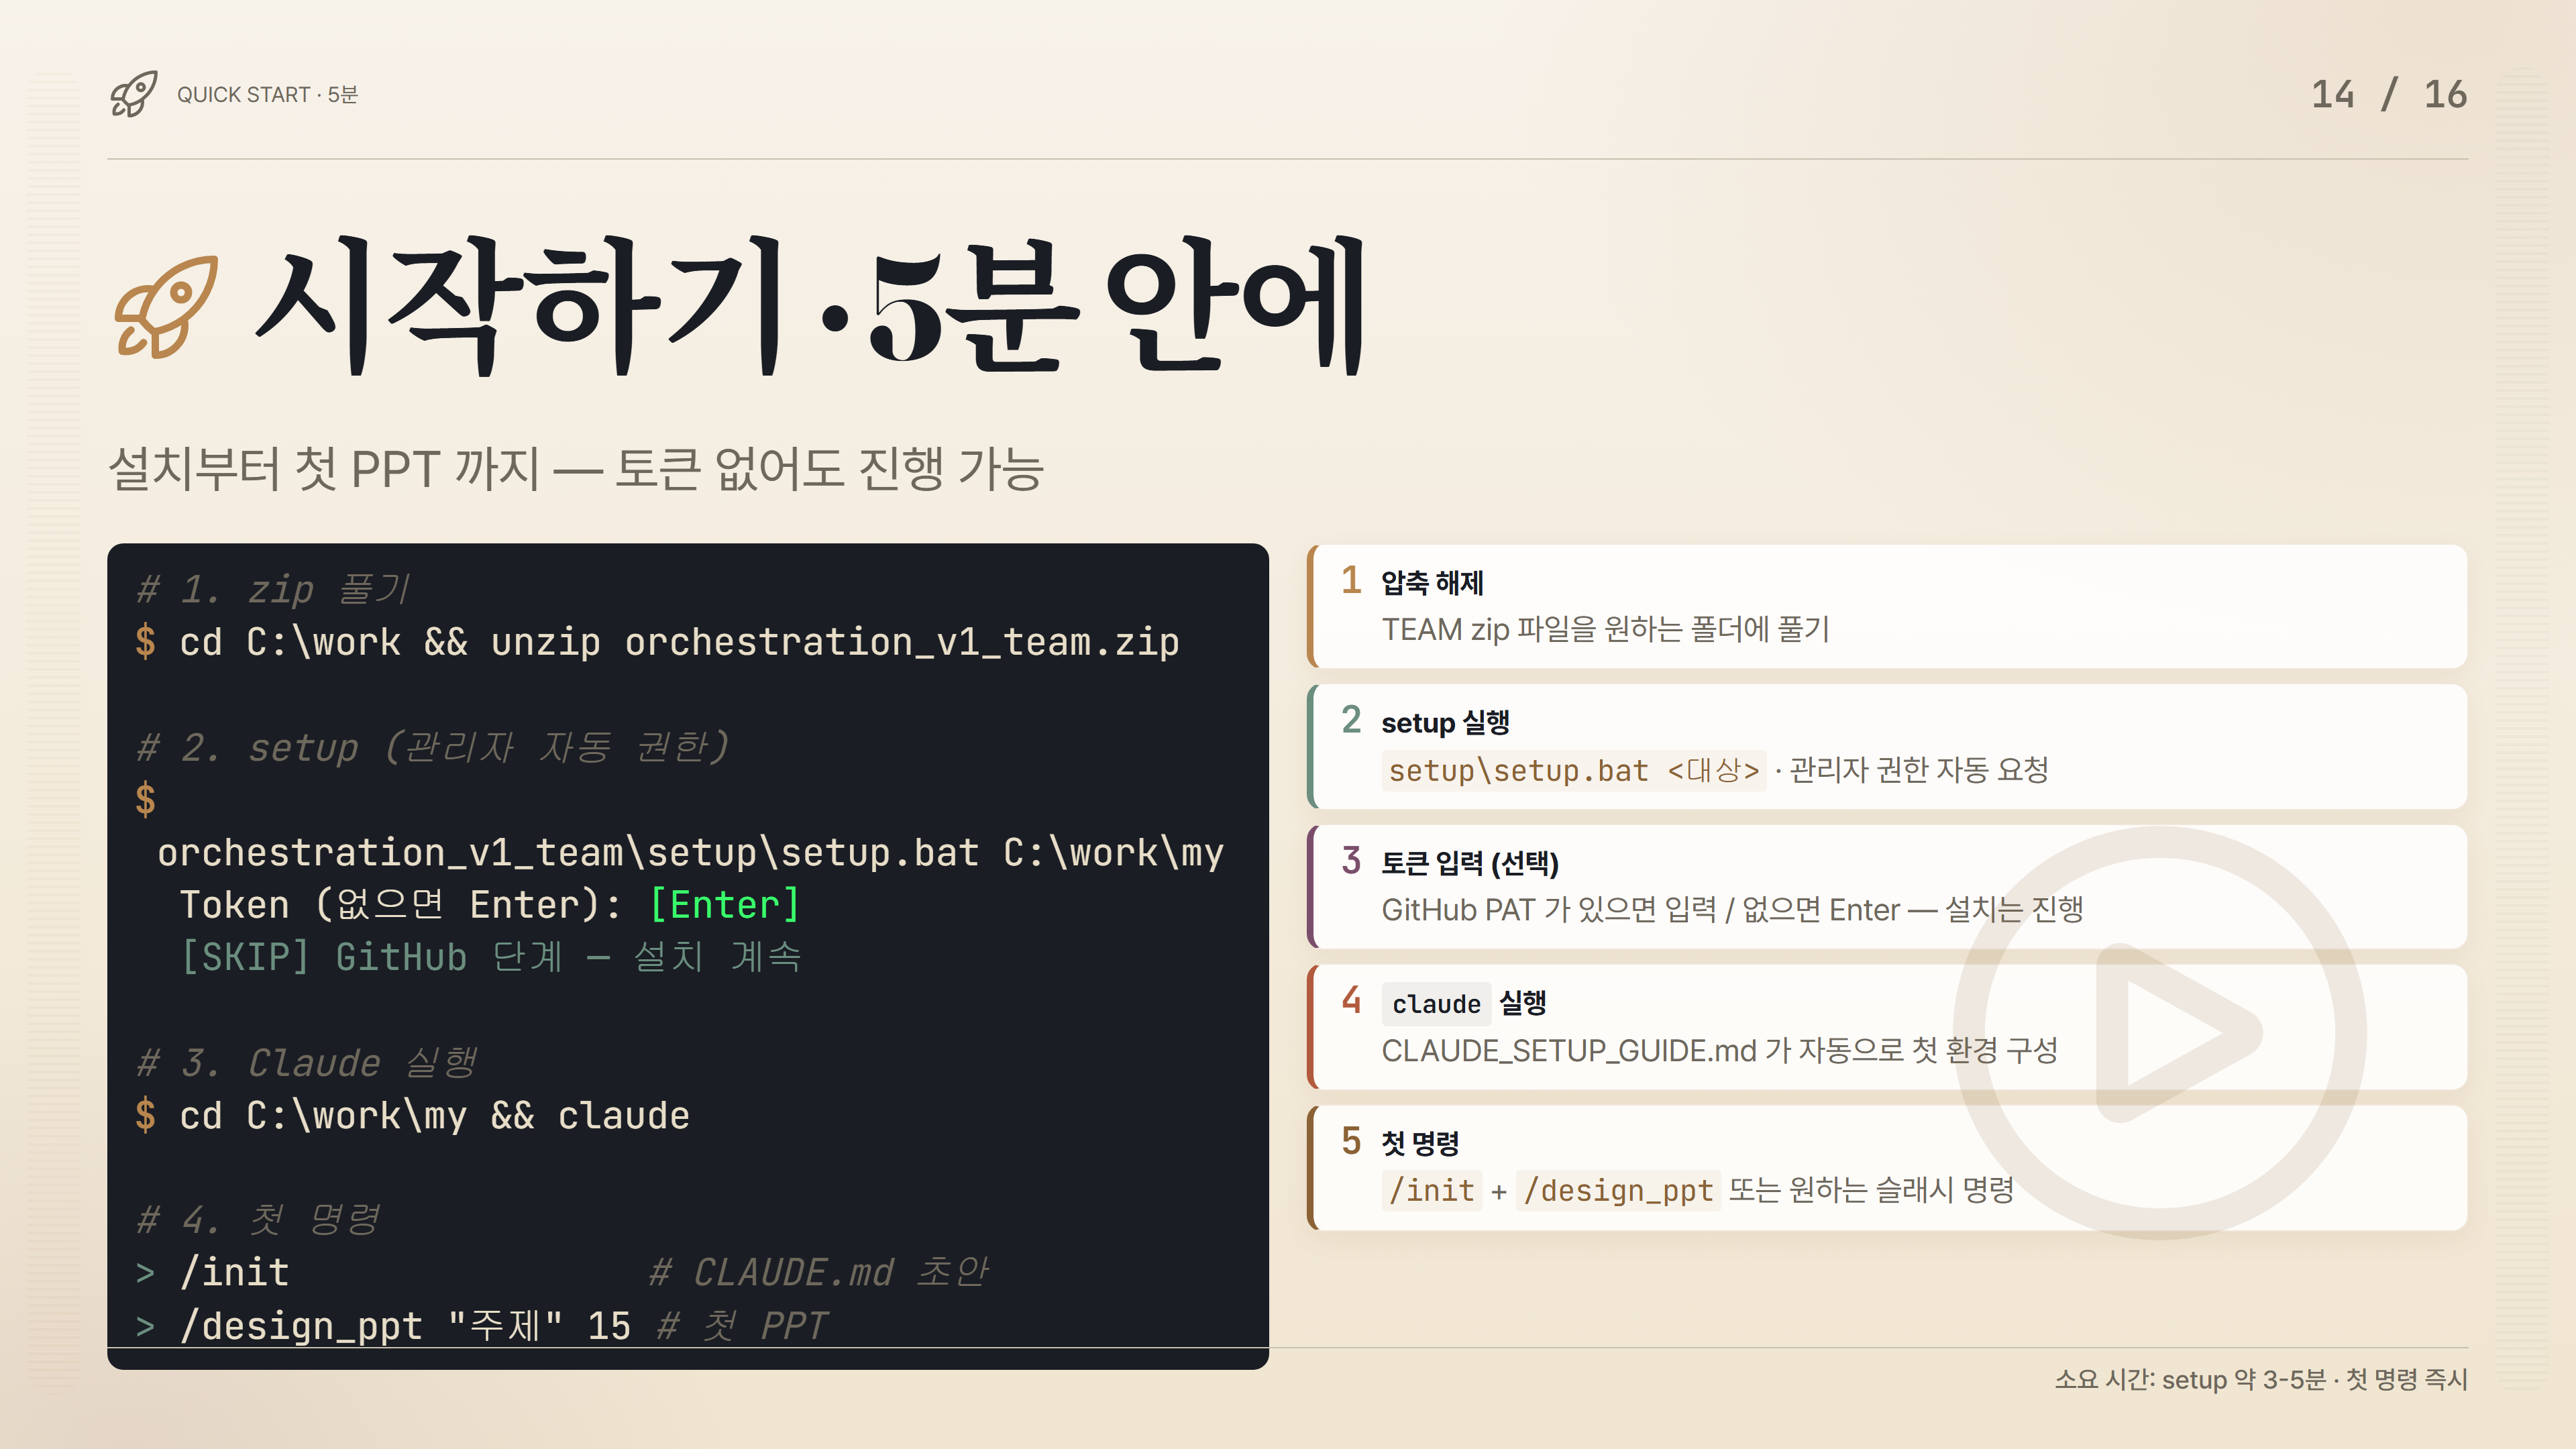 QUICK START · 5분
14 / 16
시작하기 · 5분 안에
설치부터 첫 PPT 까지 — 토큰 없어도 진행 가능
# 1. zip 풀기
$ cd C:\work && unzip orchestration_v1_team.zip
# 2. setup (관리자 자동 권한)
$
orchestration_v1_team\setup\setup.bat C:\work\my
Token (없으면 Enter): [Enter]
[SKIP] GitHub 단계 — 설치 계속
# 3. Claude 실행
$ cd C:\work\my && claude
# 4. 첫 명령
> /init # CLAUDE.md 초안
> /design_ppt "주제" 15 # 첫 PPT
1 압축 해제
TEAM zip 파일을 원하는 폴더에 풀기
2 setup 실행
setup\setup.bat <대상> · 관리자 권한 자동 요청
3 토큰 입력 (선택)
GitHub PAT 가 있으면 입력 / 없으면 Enter — 설치는 진행
4 claude 실행
CLAUDE_SETUP_GUIDE.md 가 자동으로 첫 환경 구성
5 첫 명령
/init + /design_ppt 또는 원하는 슬래시 명령
소요 시간: setup 약 3-5분 · 첫 명령 즉시